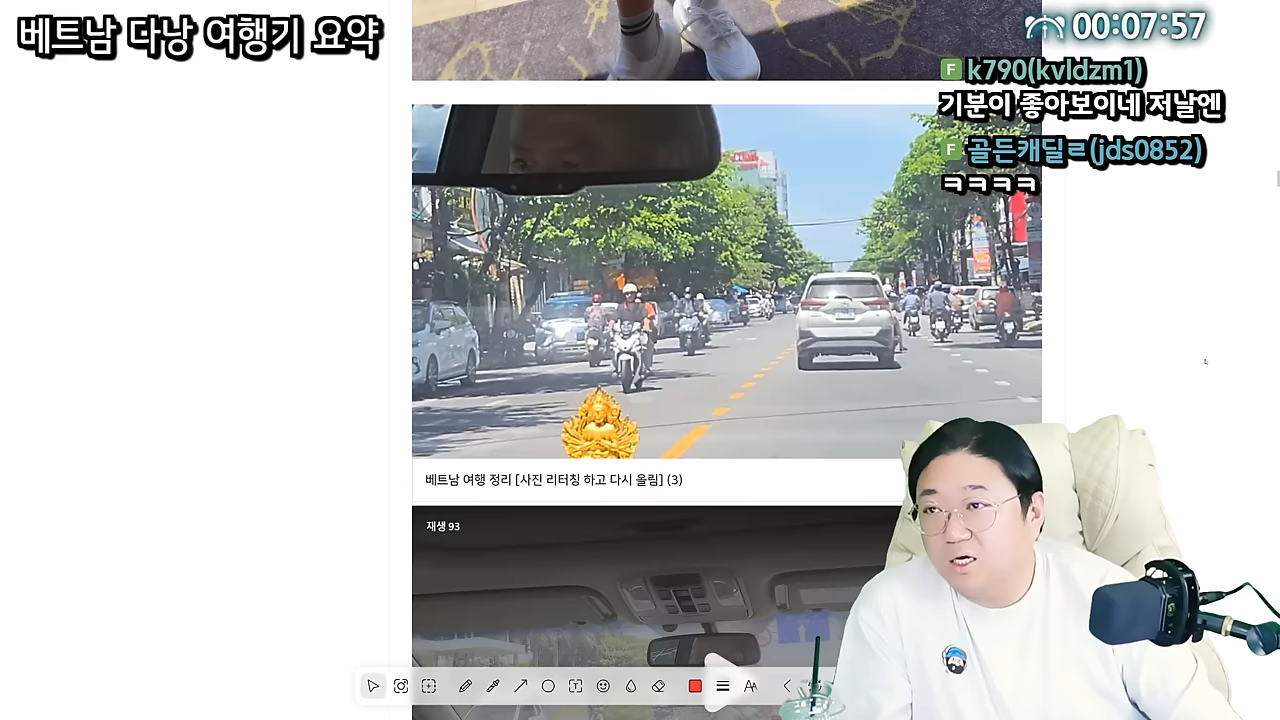 베트남 다낭 여행기 요약
00:07:57
F k790(kvldzm1)
기분이 좋아보이네 저날엔
F 골든캐딜ㄹ(jds0852)
ㅋㅋㅋㅋ
베트남 여행 정리 [사진 리터칭 하고 다시 올림] (3)
재생 93